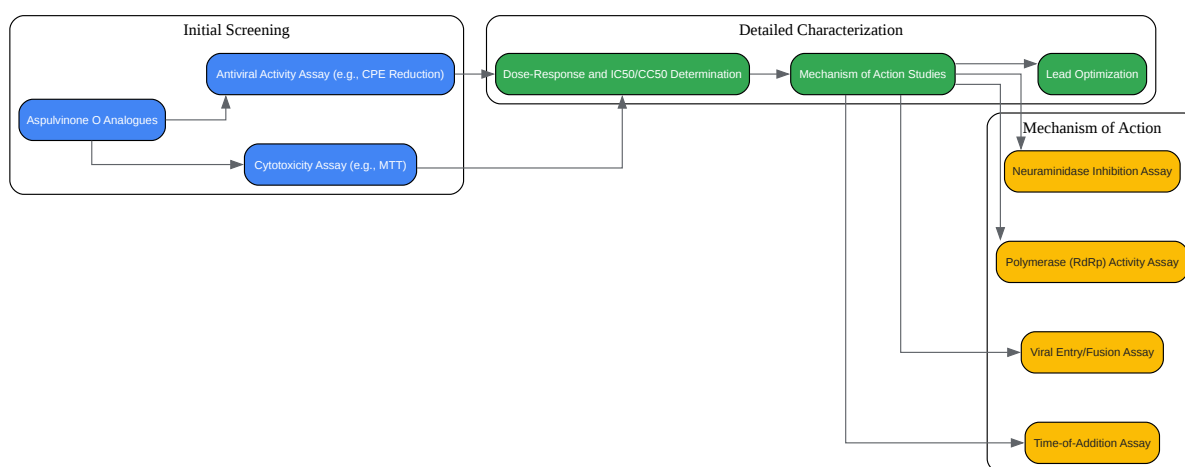 Initial Screening
Aspulvinone O Analogues
Antiviral Activity Assay (e.g., CPE Reduction)
Cytotoxicity Assay (e.g., MTT)
Detailed Characterization
Dose-Response and IC50/CC50 Determination
Mechanism of Action Studies
Lead Optimization
Mechanism of Action
Neuraminidase Inhibition Assay
Polymerase (RdRp) Activity Assay
Viral Entry/Fusion Assay
Time-of-Addition Assay